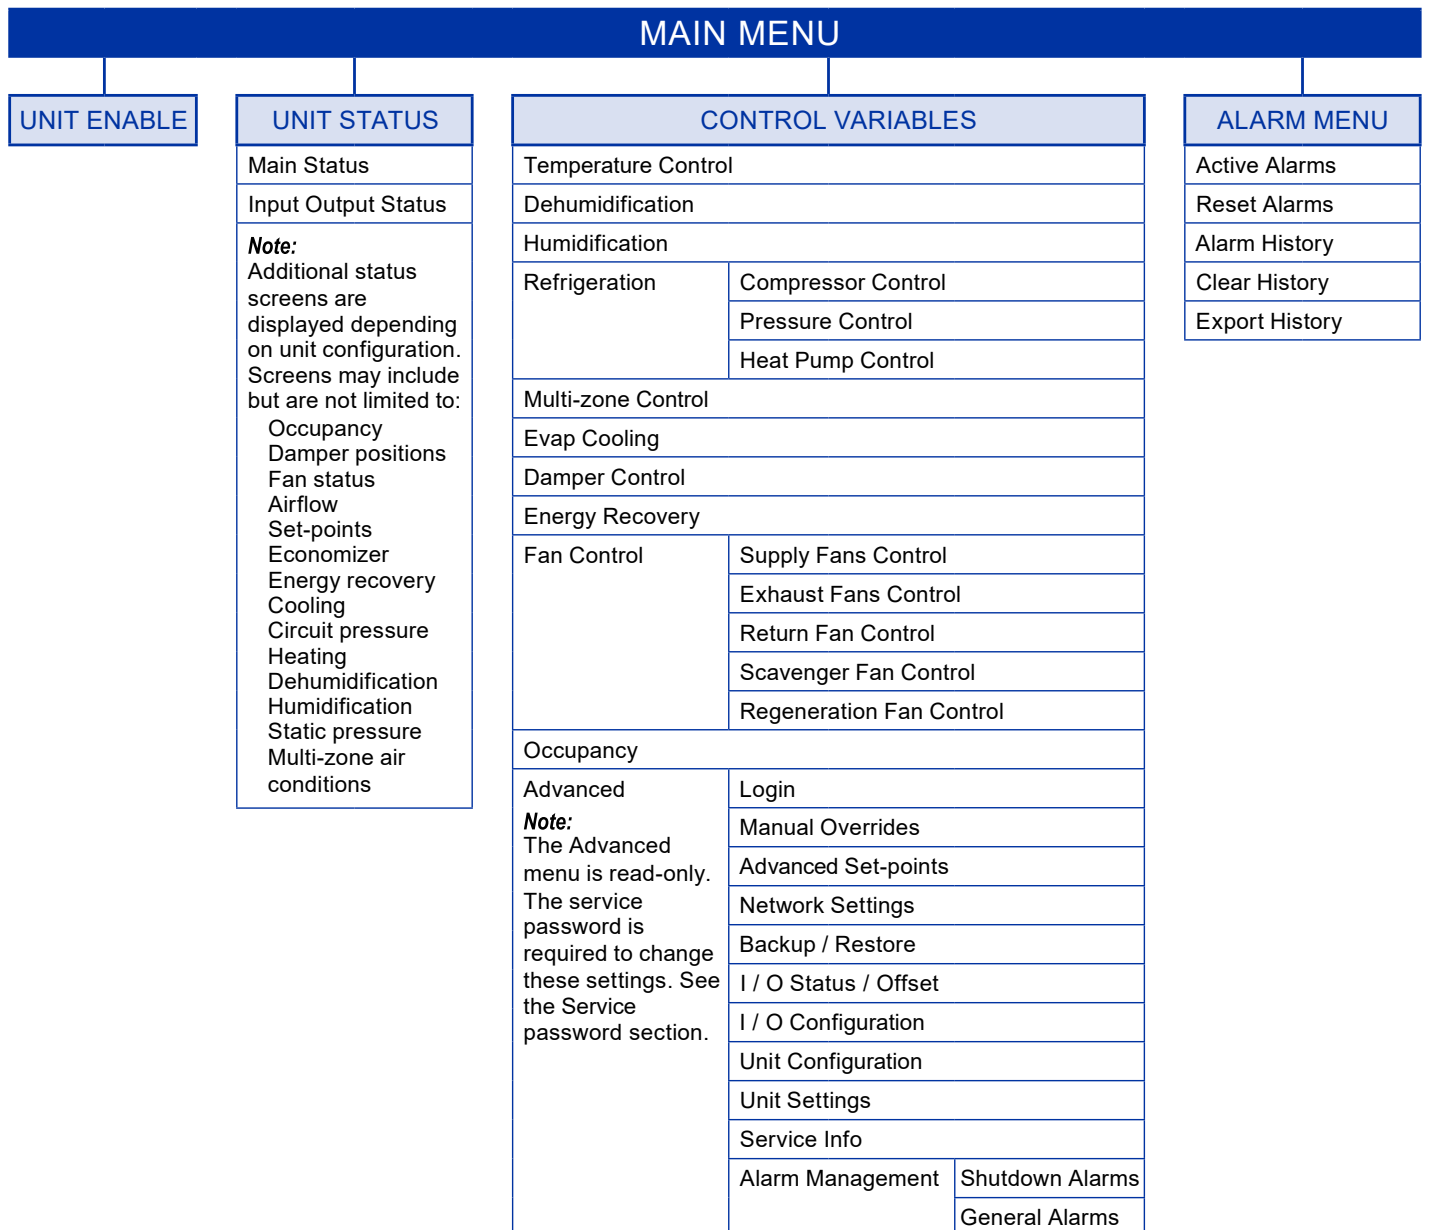 MAIN MENU
UNIT ENABLE
UNIT STATUS
Main Status
Input Output Status
Note:
Additional status
screens are
displayed depending
on unit configuration.
Screens may include
but are not limited to:
Occupancy
Damper positions
Fan status
Airflow
Set-points
Economizer
Energy recovery
Cooling
Circuit pressure
Heating
Dehumidification
Humidification
Static pressure
Multi-zone air
conditions
CONTROL VARIABLES
Temperature Control
Dehumidification
Humidification
Refrigeration
Compressor Control
Pressure Control
Heat Pump Control
Multi-zone Control
Evap Cooling
Damper Control
Energy Recovery
Fan Control
Supply Fans Control
Exhaust Fans Control
Return Fan Control
Scavenger Fan Control
Regeneration Fan Control
Occupancy
Advanced
Note:
The Advanced
menu is read-only.
The service
password is
required to change
these settings. See
the Service
password section.
Login
Manual Overrides
Advanced Set-points
Network Settings
Backup / Restore
I / O Status / Offset
I / O Configuration
Unit Configuration
Unit Settings
Service Info
Alarm Management
Shutdown Alarms
General Alarms
ALARM MENU
Active Alarms
Reset Alarms
Alarm History
Clear History
Export History